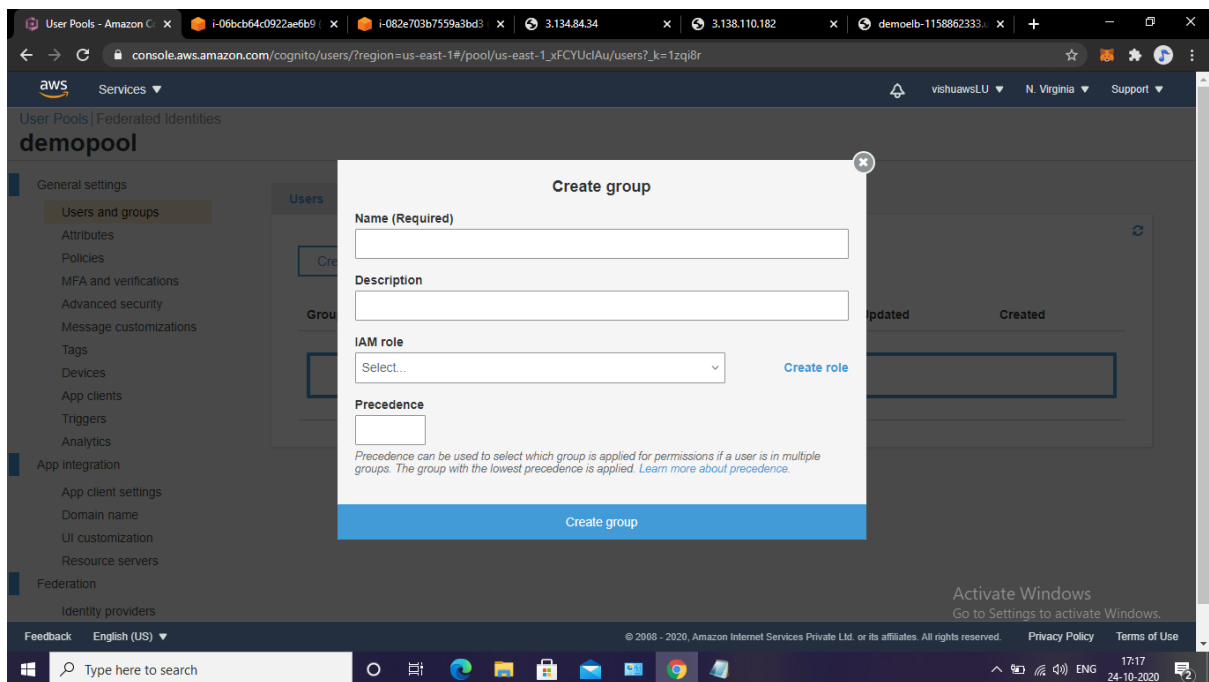 User Pools - Amazon C
i-06bcb64c0922ae6b9 (
i-082e703b7559a3bd3
3.134.84.34
3.138.110.182
demoelb-1158862333.u
console.aws.amazon.com/cognito/users/?region=us-east-1#/pool/us-east-1_xFCYUclAu/users?_k=1zqi8r
aws Services
vishuawsLU N. Virginia Support
User Pools | Federated Identities
demopool
General settings
Users and groups
Attributes
Policies
MFA and verifications
Advanced security
Message customizations
Tags
Devices
App clients
Triggers
Analytics
App integration
App client settings
Domain name
UI customization
Resource servers
Federation
Identity providers
Users
Cre
Grou
Updated
Created
Create group
Name (Required)
Description
IAM role
Select...
Create role
Precedence
Precedence can be used to select which group is applied for permissions if a user is in multiple
groups. The group with the lowest precedence is applied. Learn more about precedence.
Create group
Activate Windows
Go to Settings to activate Windows.
Feedback English (US)
© 2008 - 2020, Amazon Internet Services Private Ltd. or its affiliates. All rights reserved. Privacy Policy Terms of Use
Type here to search
ENG
17:17
24-10-2020
2